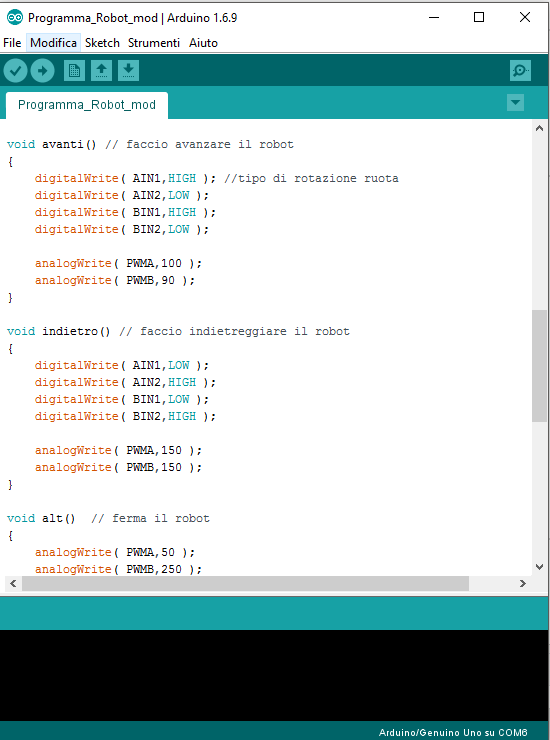 Programma_Robot_mod | Arduino 1.6.9
File Modifica Sketch Strumenti Aiuto
Programma_Robot_mod
void avanti() // faccio avanzare il robot
{
digitalWrite( AIN1,HIGH ); //tipo di rotazione ruota
digitalWrite( AIN2,LOW );
digitalWrite( BIN1,HIGH );
digitalWrite( BIN2,LOW );
analogWrite( PWMA,100 );
analogWrite( PWMB,90 );
}
void indietro() // faccio indietreggiare il robot
{
digitalWrite( AIN1,LOW );
digitalWrite( AIN2,HIGH );
digitalWrite( BIN1,LOW );
digitalWrite( BIN2,HIGH );
analogWrite( PWMA,150 );
analogWrite( PWMB,150 );
}
void alt() // ferma il robot
{
analogWrite( PWMA,50 );
analogWrite( PWMB,250 );
Arduino/Genuino Uno su COM6